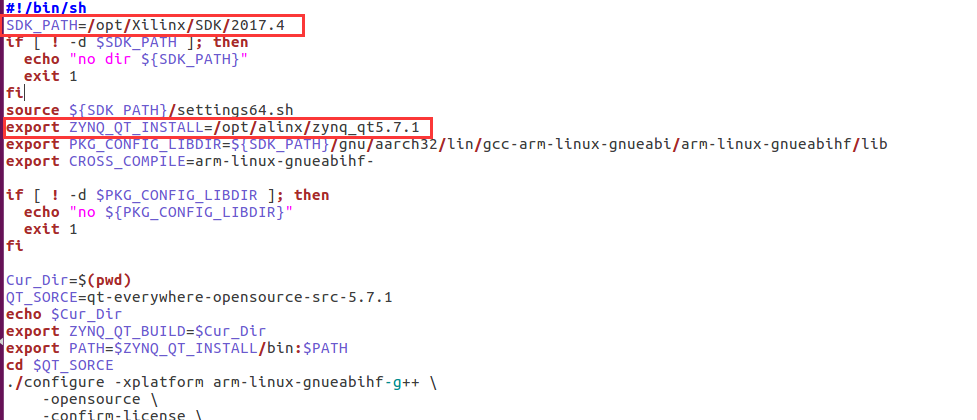 #!/bin/sh
SDK_PATH=/opt/Xilinx/SDK/2017.4
if [ ! -d $SDK_PATH ]; then
  echo "no dir ${SDK_PATH}"
  exit 1
fi
source ${SDK_PATH}/settings64.sh
export ZYNQ_QT_INSTALL=/opt/alinx/zynq_qt5.7.1
export PKG_CONFIG_LIBDIR=${SDK_PATH}/gnu/aarch32/lin/gcc-arm-linux-gnueabi/arm-linux-gnueabihf/lib
export CROSS_COMPILE=arm-linux-gnueabihf-
if [ ! -d $PKG_CONFIG_LIBDIR ]; then
  echo "no ${PKG_CONFIG_LIBDIR}"
  exit 1
fi
Cur_Dir=$(pwd)
QT_SORCE=qt-everywhere-opensource-src-5.7.1
echo $Cur_Dir
export ZYNQ_QT_BUILD=$Cur_Dir
export PATH=$ZYNQ_QT_INSTALL/bin:$PATH
cd $QT_SORCE
./configure -xplatform arm-linux-gnueabihf-g++ \
    -opensource \
    -confirm-license \